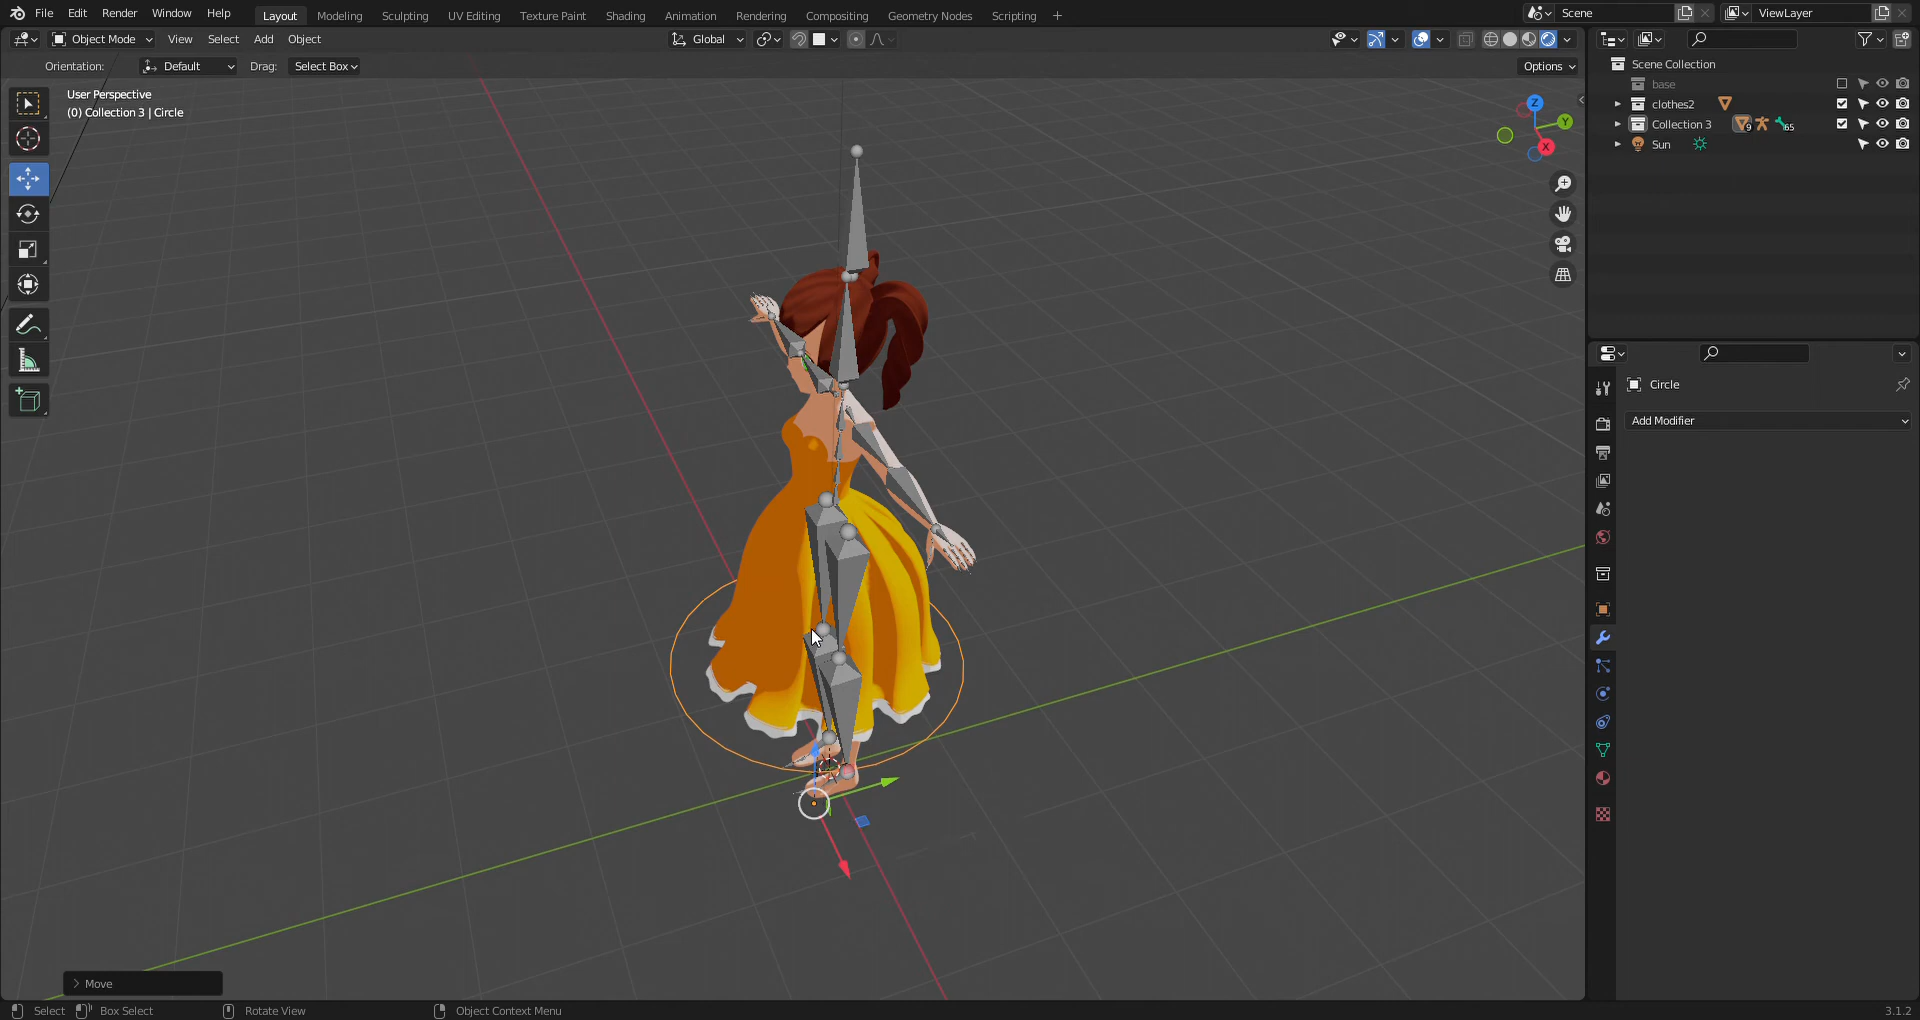 File Edit Render Window Help Layout Modeling Sculpting UV Editing Texture Paint Shading Animation Rendering Compositing Geometry Nodes Scripting + Scene ViewLayer
Object Mode View Select Add Object Global
Orientation: Default Drag: Select Box Options
User Perspective
(0) Collection 3 | Circle
Z
Y
X
Scene Collection
base
clothes2
Collection 3 9 65
Sun
Circle
Add Modifier
Move
Select Box Select Rotate View Object Context Menu 3.1.2